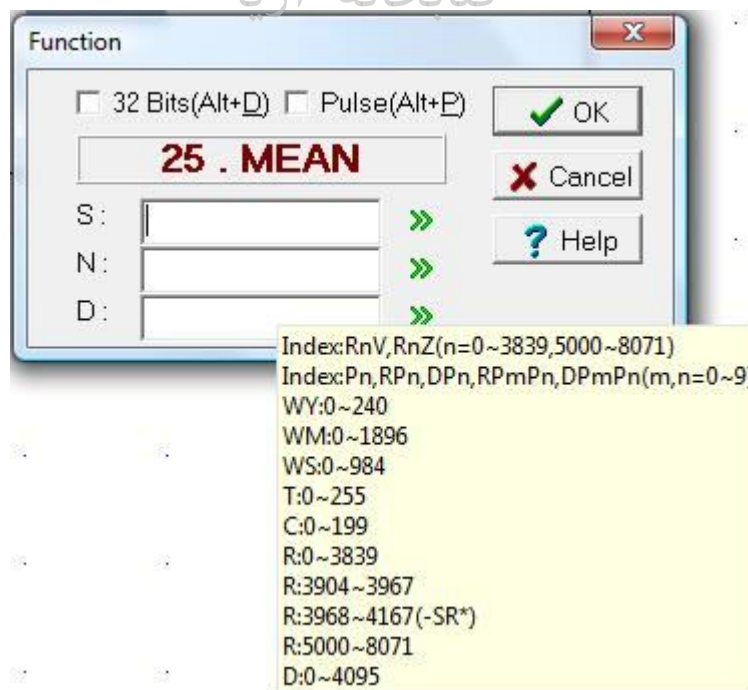 Function
32 Bits(Alt+D) Pulse(Alt+P)
OK
25 . MEAN
Cancel
S :
Help
N :
D :
Index:RnV,RnZ(n=0~3839,5000~8071)
Index:Pn,RPn,DPn,RPmPn,DPmPn(m,n=0~9)
WY:0~240
WM:0~1896
WS:0~984
T:0~255
C:0~199
R:0~3839
R:3904~3967
R:3968~4167(-SR*)
R:5000~8071
D:0~4095